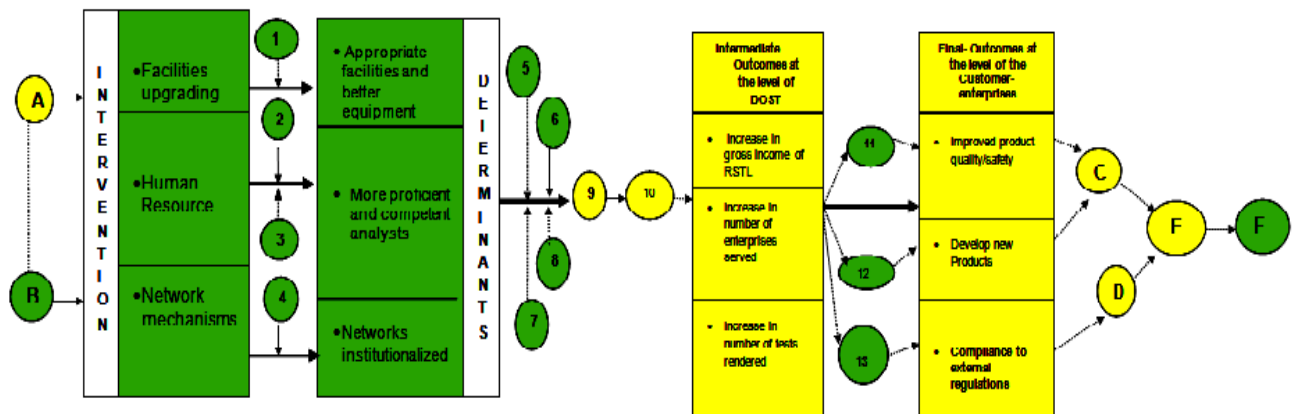 A
R
INTERVENTION
•Facilities
upgrading
•Human
Resource
•Network
mechanisms
1
2
3
4
•Appropriate
facilities and
better
equipment
•More proficient
and competent
analysts
•Networks
institutionalized
DETERMINANTS
5
6
7
8
9
10
Intermediate
Outcomes at
the level of
DOST
• Increase in
gross income of
RSTL
• Increase in
number of
enterprises
served
• Increase in
number of tests
rendered
11
12
13
Final- Outcomes at
the level of the
Customer-
enterprises
• Improved product
quality/safety
• Develop new
Products
• Compliance to
external
regulations
C
D
F
F